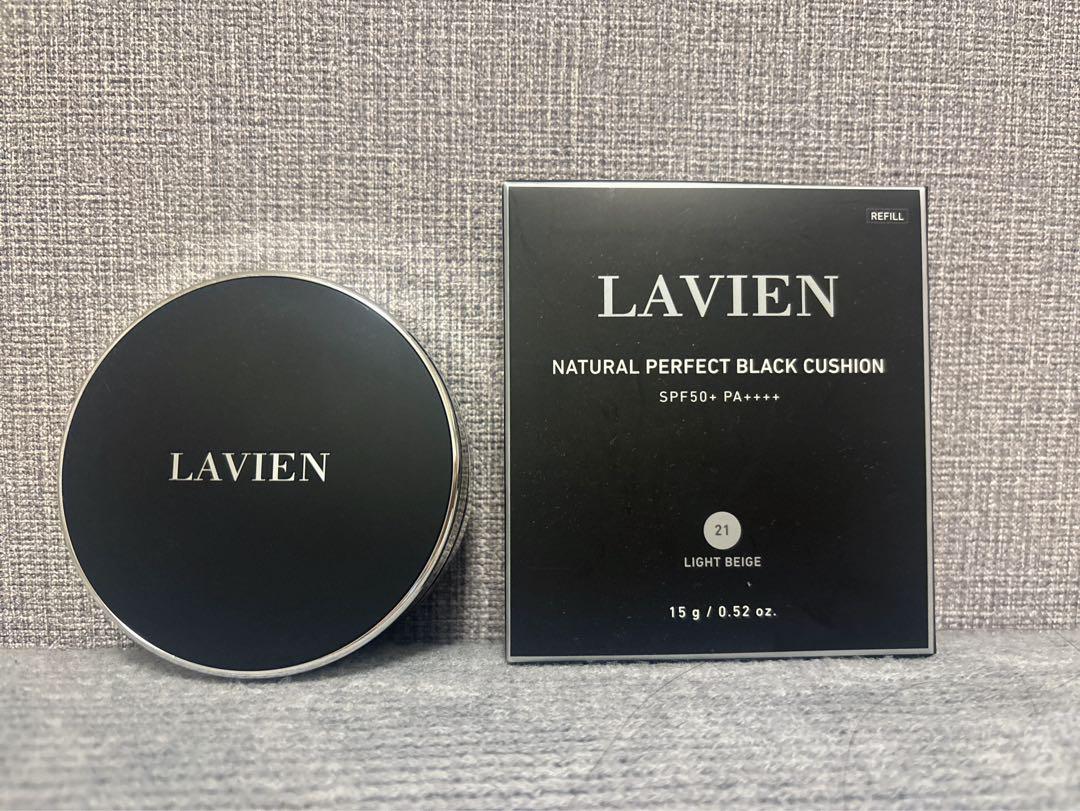 LAVIEN
REFILL
LAVIEN
NATURAL PERFECT BLACK CUSHION
SPF50+ PA++++
21
LIGHT BEIGE
15 g / 0.52 oz.